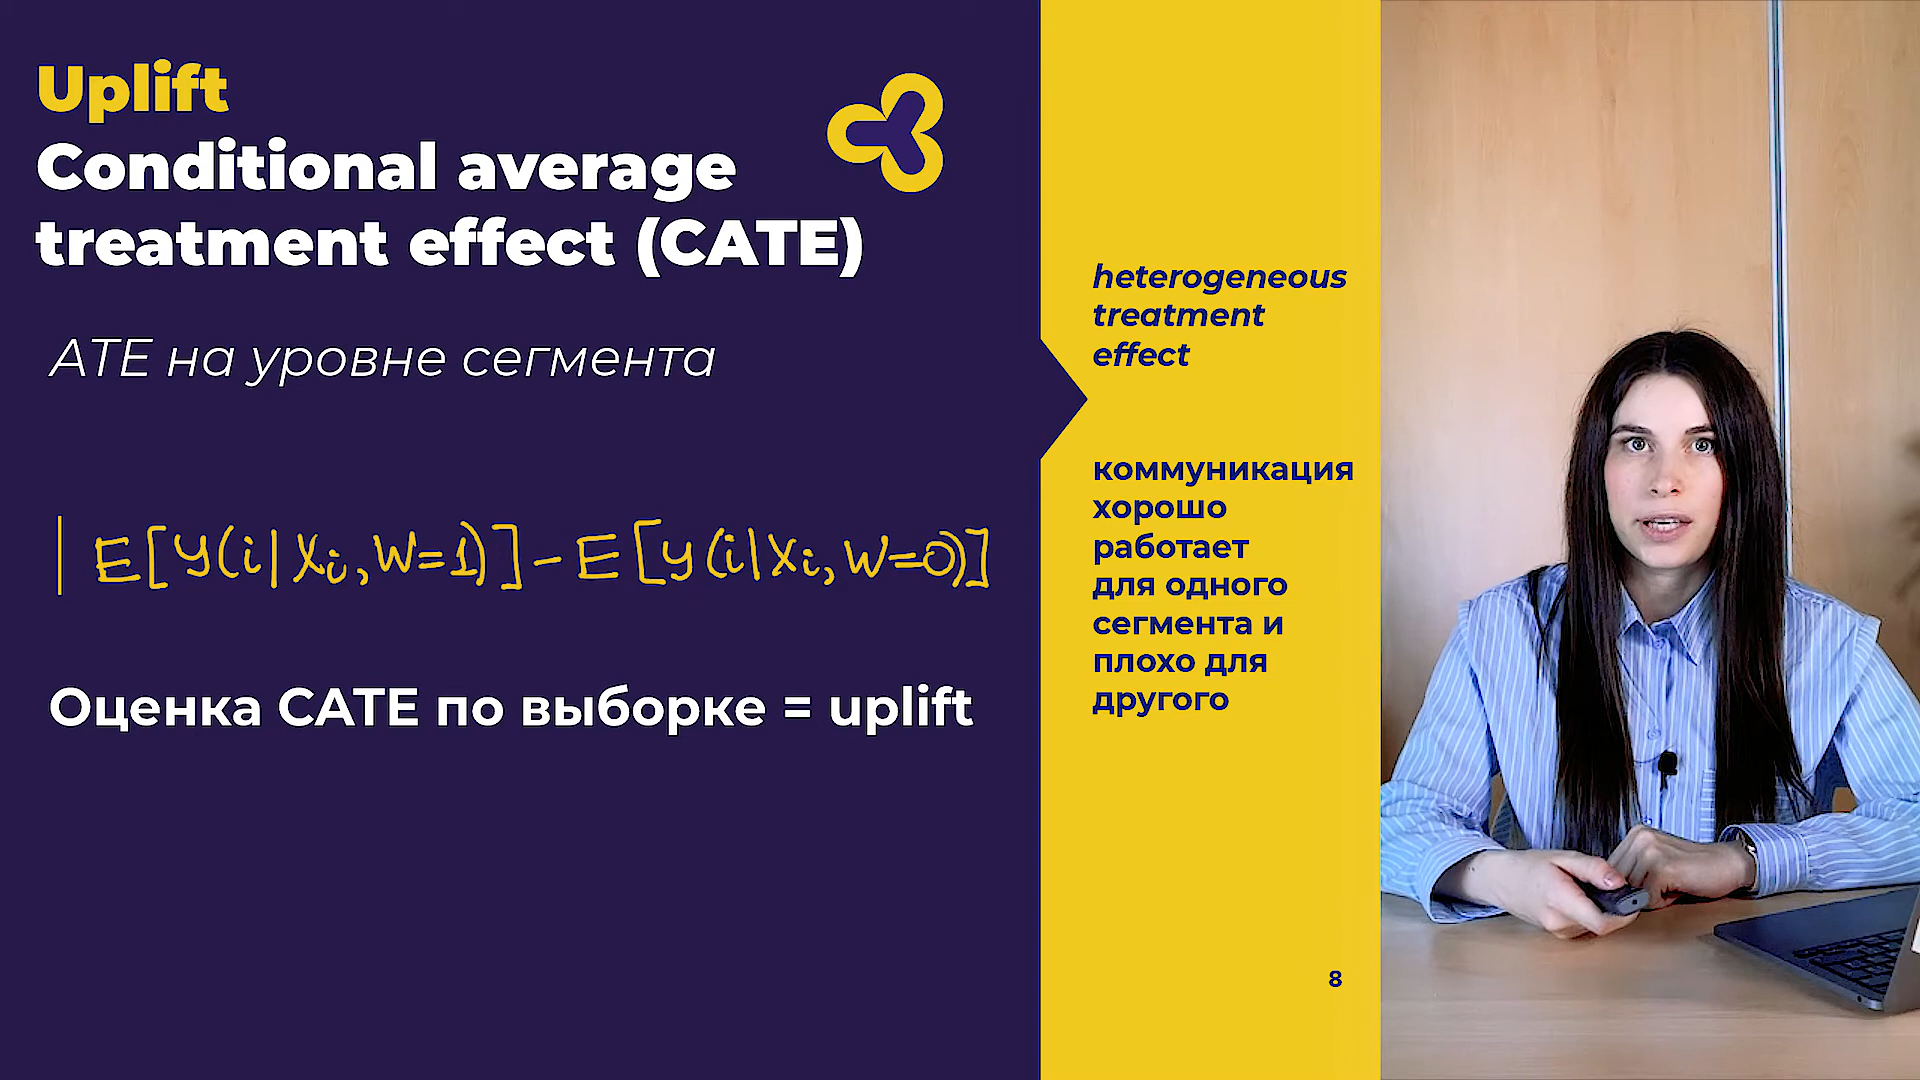 Uplift
Conditional average
treatment effect (CATE)
ATE на уровне сегмента
E[y(i|Xi,W=1)]-E[y(i|Xi,W=0)]
Оценка CATE по выборке = uplift
heterogeneous
treatment
effect
коммуникация
хорошо
работает
для одного
сегмента и
плохо для
другого
8